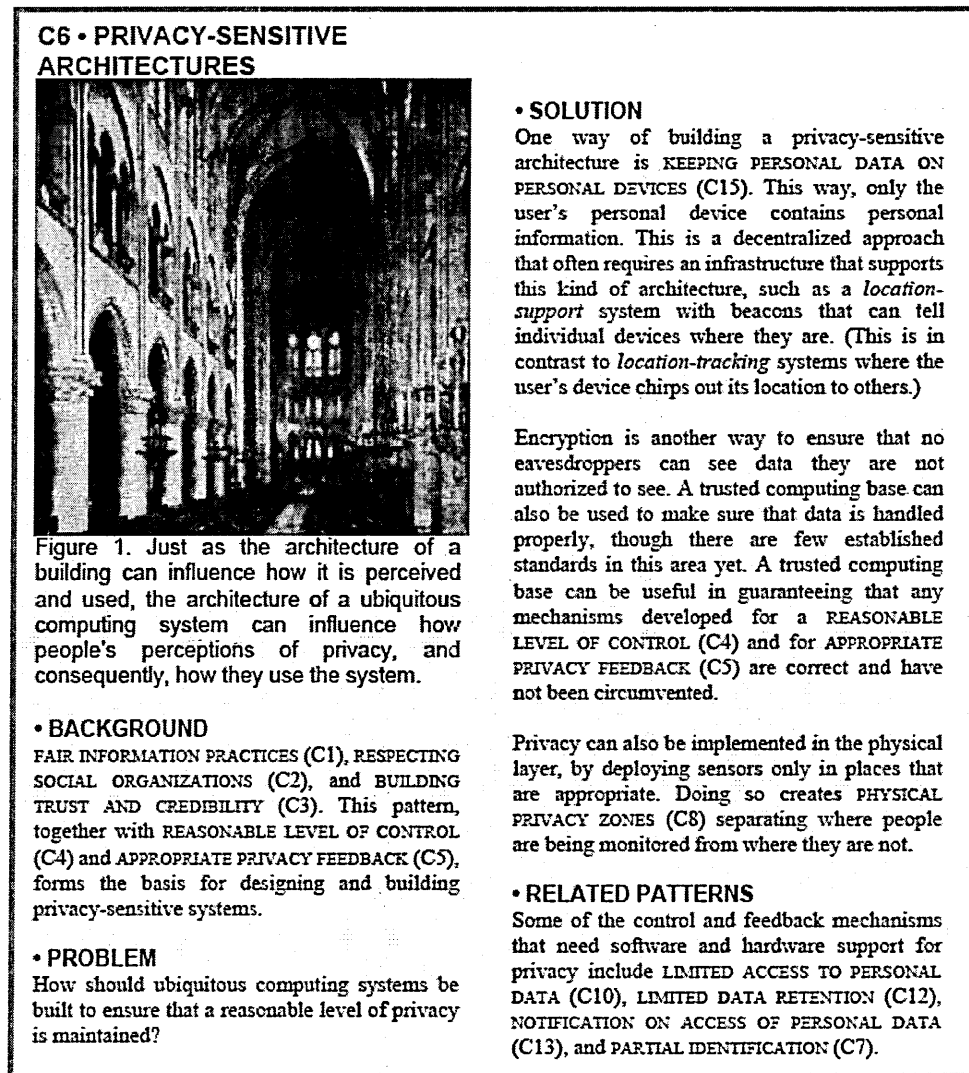 C6 • PRIVACY-SENSITIVE
ARCHITECTURES
Figure 1. Just as the architecture of a
building can influence how it is perceived
and used, the architecture of a ubiquitous
computing system can influence how
people's perceptions of privacy, and
consequently, how they use the system.
• BACKGROUND
FAIR INFORMATION PRACTICES (C1), RESPECTING
SOCIAL ORGANIZATIONS (C2), and BUILDING
TRUST AND CREDIBILITY (C3). This pattern,
together with REASONABLE LEVEL OF CONTROL
(C4) and APPROPRIATE PRIVACY FEEDBACK (C5),
forms the basis for designing and building
privacy-sensitive systems.
• PROBLEM
How should ubiquitous computing systems be
built to ensure that a reasonable level of privacy
is maintained?
• SOLUTION
One way of building a privacy-sensitive
architecture is KEEPING PERSONAL DATA ON
PERSONAL DEVICES (C15). This way, only the
user's personal device contains personal
information. This is a decentralized approach
that often requires an infrastructure that supports
this kind of architecture, such as a location-
support system with beacons that can tell
individual devices where they are. (This is in
contrast to location-tracking systems where the
user's device chirps out its location to others.)
Encryption is another way to ensure that no
eavesdroppers can see data they are not
authorized to see. A trusted computing base can
also be used to make sure that data is handled
properly, though there are few established
standards in this area yet. A trusted computing
base can be useful in guaranteeing that any
mechanisms developed for a REASONABLE
LEVEL OF CONTROL (C4) and for APPROPRIATE
PRIVACY FEEDBACK (C5) are correct and have
not been circumvented.
Privacy can also be implemented in the physical
layer, by deploying sensors only in places that
are appropriate. Doing so creates PHYSICAL
PRIVACY ZONES (C8) separating where people
are being monitored from where they are not.
• RELATED PATTERNS
Some of the control and feedback mechanisms
that need software and hardware support for
privacy include LIMITED ACCESS TO PERSONAL
DATA (C10), LIMITED DATA RETENTION (C12),
NOTIFICATION ON ACCESS OF PERSONAL DATA
(C13), and PARTIAL IDENTIFICATION (C7).